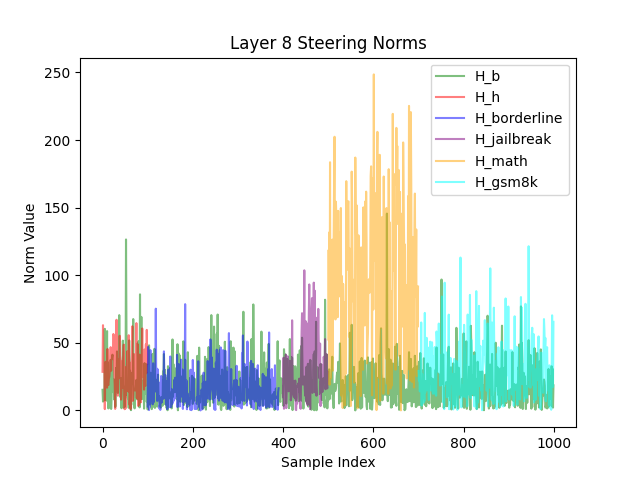 Layer 8 Steering Norms
Norm Value
250
200
150
100
50
0
H_b
H_h
H_borderline
H_jailbreak
H_math
H_gsm8k
0 200 400 600 800 1000
Sample Index